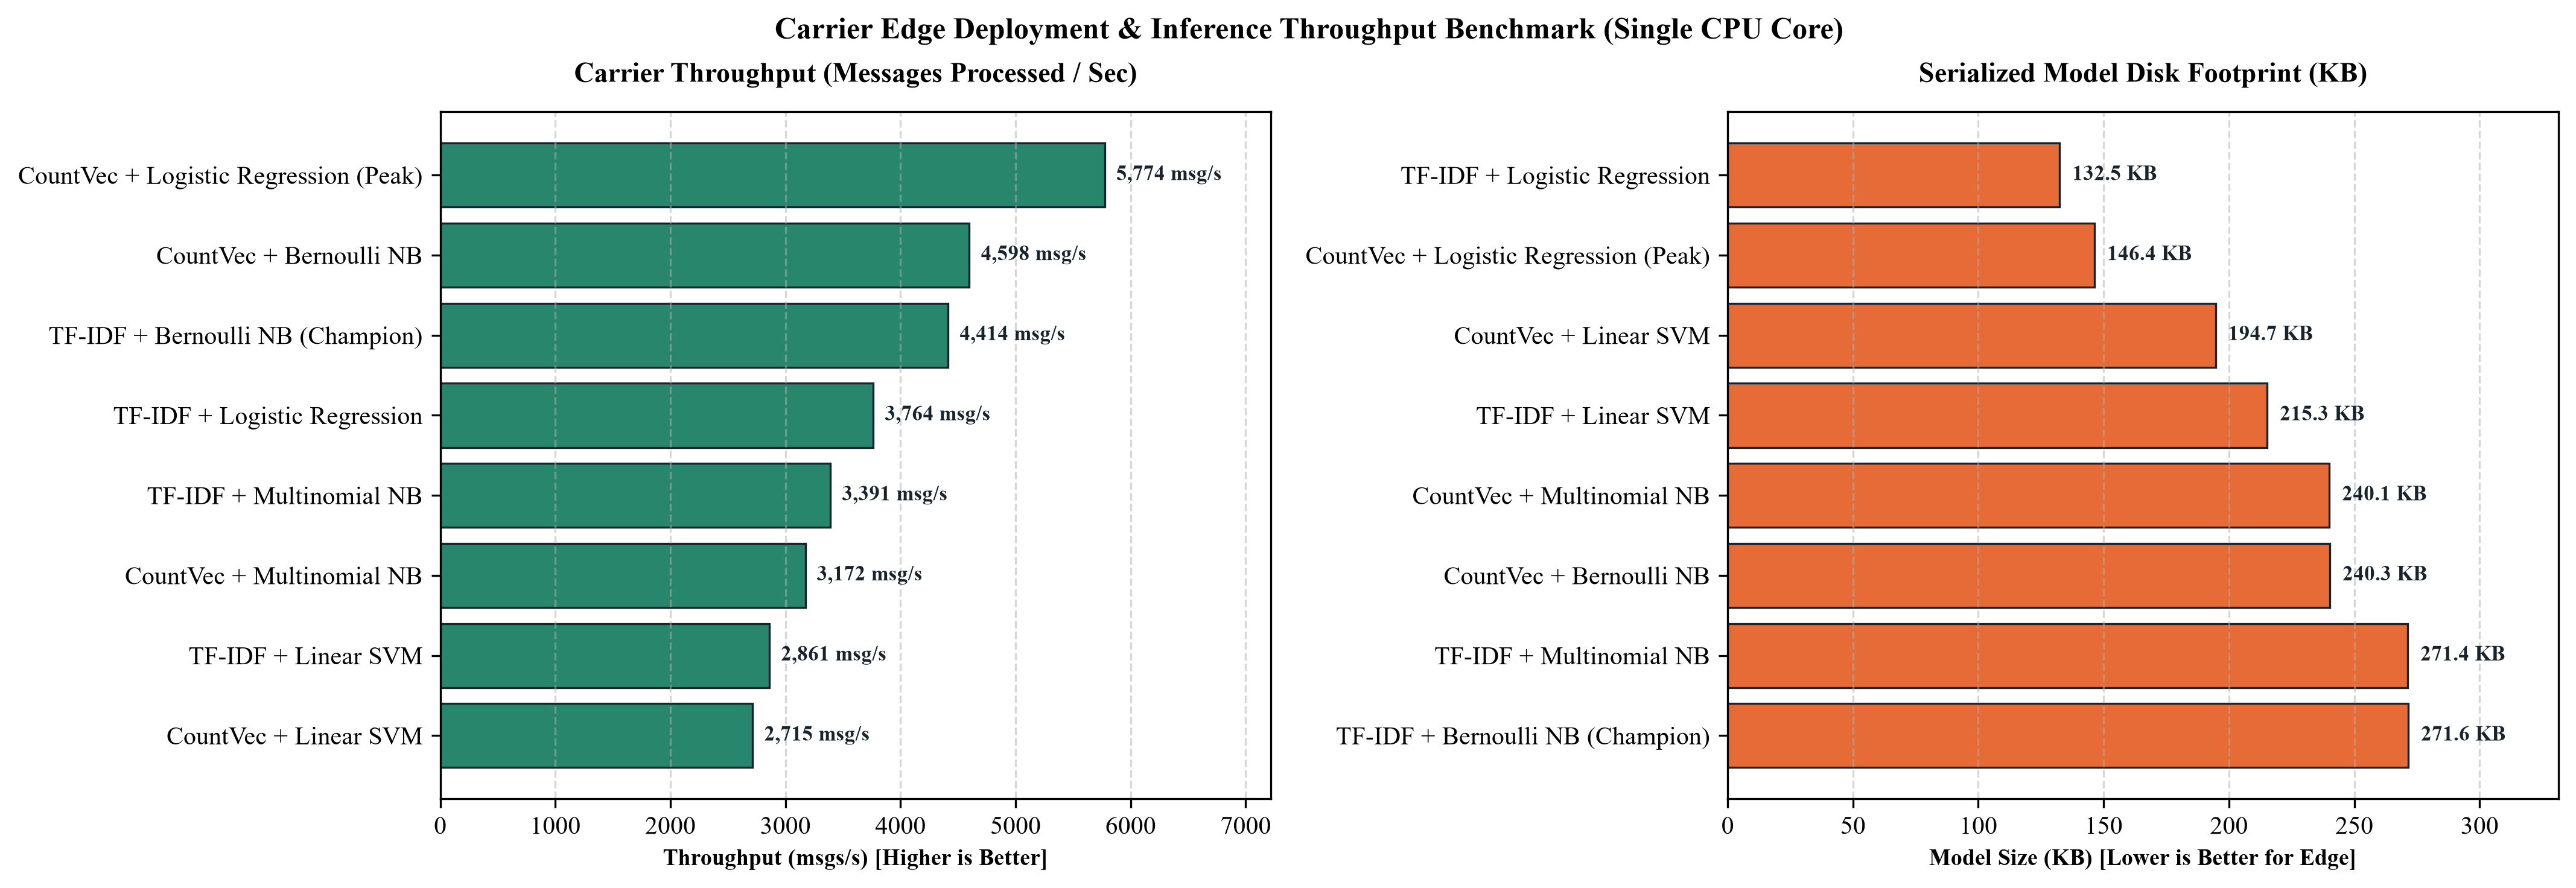 Carrier Edge Deployment & Inference Throughput Benchmark (Single CPU Core)
Carrier Throughput (Messages Processed / Sec)
CountVec + Logistic Regression (Peak)
5,774 msg/s
CountVec + Bernoulli NB
4,598 msg/s
TF-IDF + Bernoulli NB (Champion)
4,414 msg/s
TF-IDF + Logistic Regression
3,764 msg/s
TF-IDF + Multinomial NB
3,391 msg/s
CountVec + Multinomial NB
3,172 msg/s
TF-IDF + Linear SVM
2,861 msg/s
CountVec + Linear SVM
2,715 msg/s
0 1000 2000 3000 4000 5000 6000 7000
Throughput (msgs/s) [Higher is Better]
Serialized Model Disk Footprint (KB)
TF-IDF + Logistic Regression
132.5 KB
CountVec + Logistic Regression (Peak)
146.4 KB
CountVec + Linear SVM
194.7 KB
TF-IDF + Linear SVM
215.3 KB
CountVec + Multinomial NB
240.1 KB
CountVec + Bernoulli NB
240.3 KB
TF-IDF + Multinomial NB
271.4 KB
TF-IDF + Bernoulli NB (Champion)
271.6 KB
0 50 100 150 200 250 300
Model Size (KB) [Lower is Better for Edge]